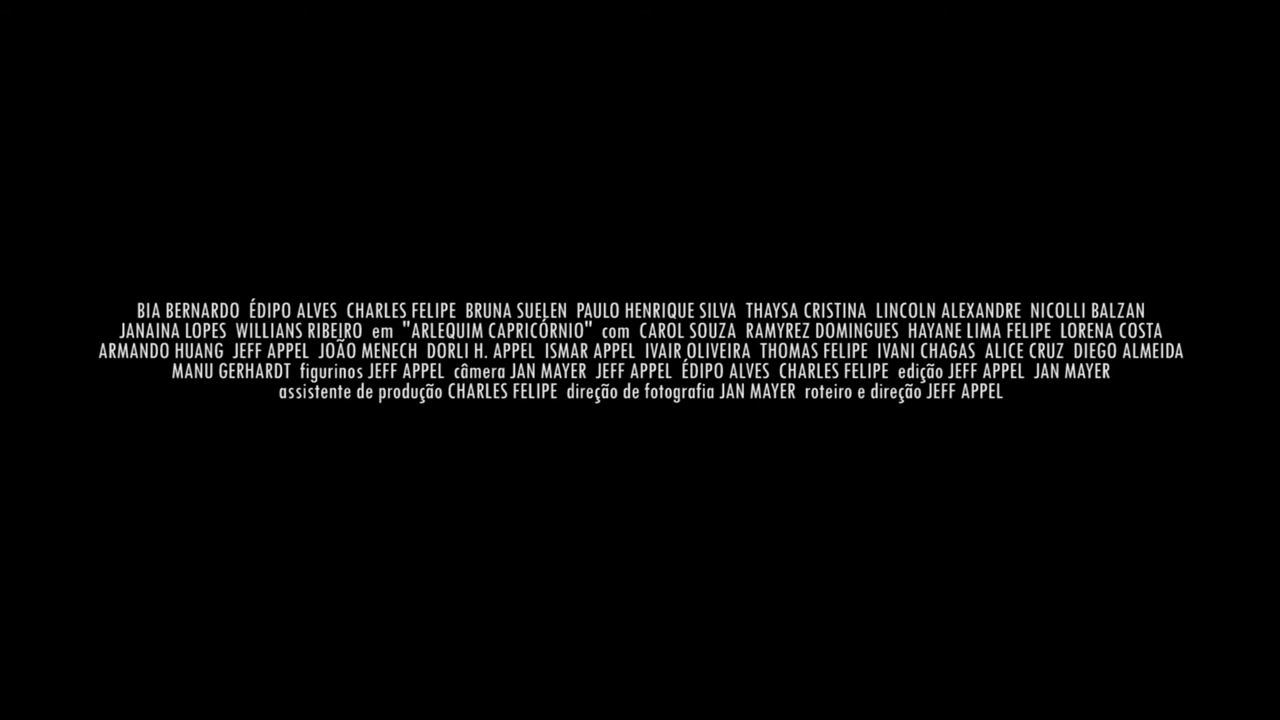 BIA BERNARDO ÉDIPO ALVES CHARLES FELIPE BRUNA SUELEN PAULO HENRIQUE SILVA THAYSA CRISTINA LINCOLN ALEXANDRE NICOLLI BALZAN
JANAINA LOPES WILLIANS RIBEIRO em "ARLEQUIM CAPRICÓRNIO" com CAROL SOUZA RAMYREZ DOMINGUES HAYANE LIMA FELIPE LORENA COSTA
ARMANDO HUANG JEFF APPEL JOÃO MENECH DORLI H. APPEL ISMAR APPEL IVAIR OLIVEIRA THOMAS FELIPE IVANI CHAGAS ALICE CRUZ DIEGO ALMEIDA
MANU GERHARDT figurinos JEFF APPEL câmera JAN MAYER JEFF APPEL ÉDIPO ALVES CHARLES FELIPE edição JEFF APPEL JAN MAYER
assistente de produção CHARLES FELIPE direção de fotografia JAN MAYER roteiro e direção JEFF APPEL